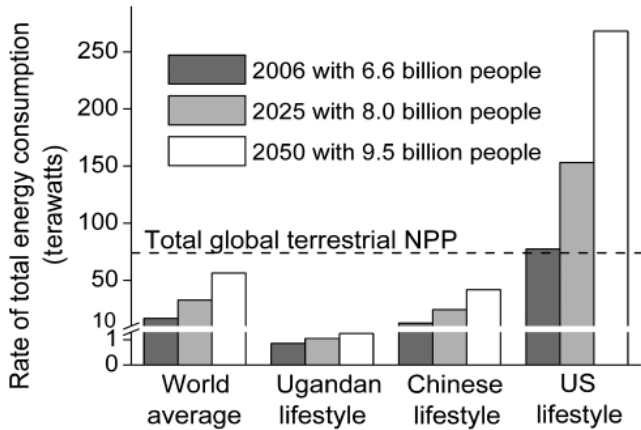 Rate of total energy consumption
(terawatts)
250
200
150
100
50
10
1
0
2006 with 6.6 billion people
2025 with 8.0 billion people
2050 with 9.5 billion people
Total global terrestrial NPP
World
average
Ugandan
lifestyle
Chinese
lifestyle
US
lifestyle